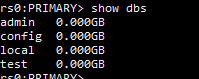 rs0:PRIMARY> show dbs
admin   0.000GB
config  0.000GB
local   0.000GB
test    0.000GB